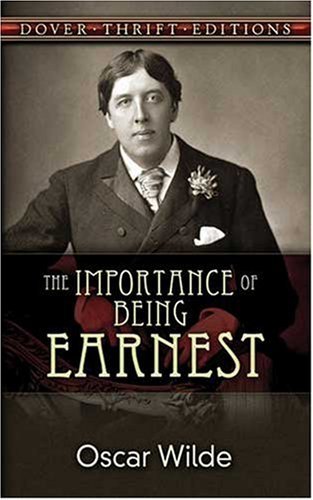 DOVER · THRIFT · EDITIONS
THE IMPORTANCE OF
BEING
EARNEST
Oscar Wilde